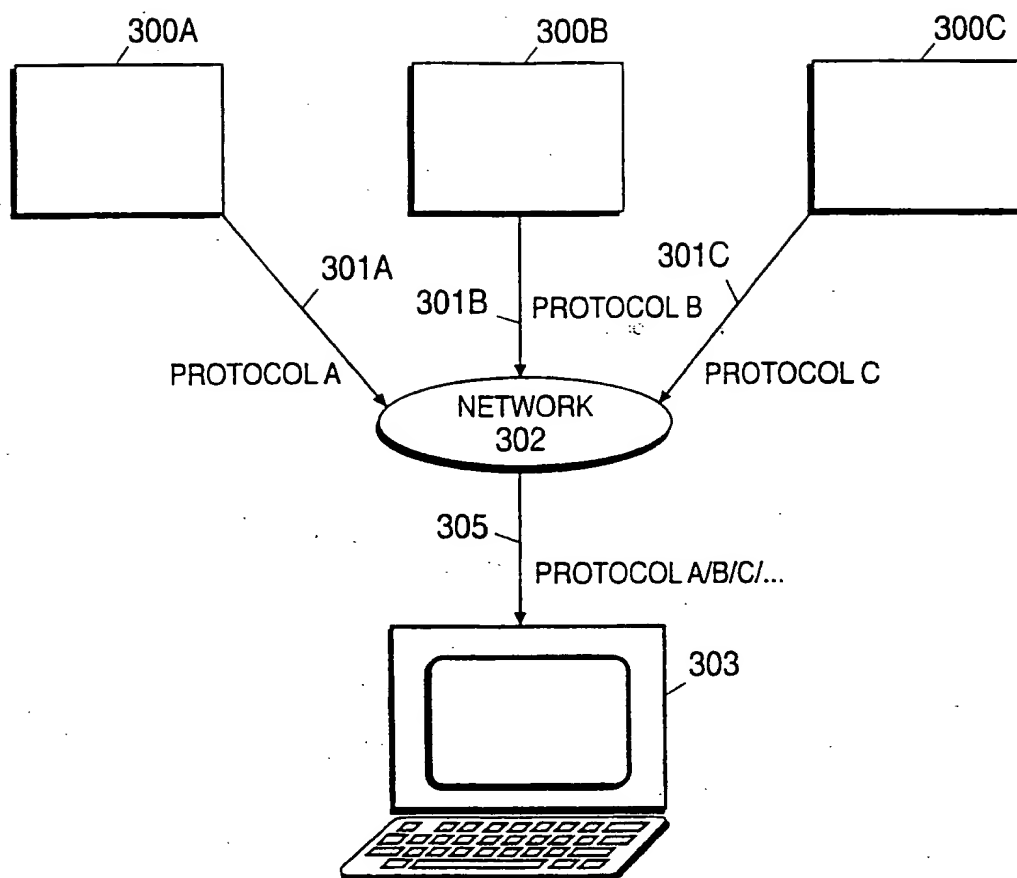 300A
300B
300C
301A
301B
PROTOCOL B
301C
PROTOCOL A
PROTOCOL C
NETWORK
302
305
PROTOCOL A/B/C/...
303